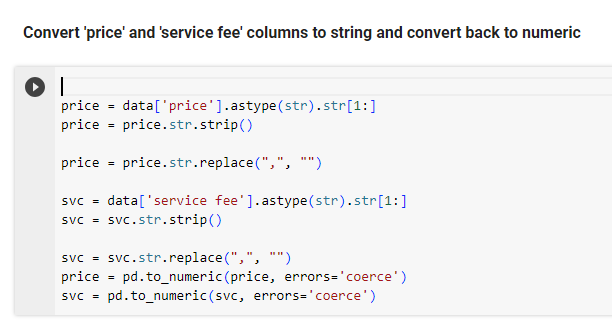 Convert 'price' and 'service fee' columns to string and convert back to numeric
price = data['price'].astype(str).str[1:]
price = price.str.strip()
price = price.str.replace(",", "")
svc = data['service fee'].astype(str).str[1:]
svc = svc.str.strip()
svc = svc.str.replace(",", "")
price = pd.to_numeric(price, errors='coerce')
svc = pd.to_numeric(svc, errors='coerce')